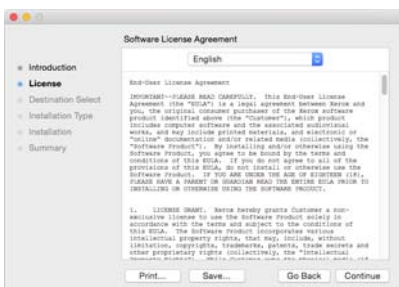 Software License Agreement
Introduction
License
Destination Select
Installation Type
Installation
Summary
English
End-User License Agreement
IMPORTANT--PLEASE READ CAREFULLY. This End-User License
Agreement (the "EULA") is a legal agreement between Xerox and
you, the original consumer purchaser of the Xerox software
product identified above (the "Customer"), which product
includes computer software and the associated audiovisual
works, and may include printed materials, and electronic or
"online" documentation and/or related media (collectively, the
"Software Product"). By installing and/or otherwise using the
Software Product, you agree to be bound by the terms and
conditions of this EULA. If you do not agree to all of the
provisions of this EULA, do not install or otherwise use the
Software Product. IF YOU ARE UNDER THE AGE OF EIGHTEEN (18),
PLEASE HAVE A PARENT OR GUARDIAN READ THE ENTIRE EULA PRIOR TO
INSTALLING OR OTHERWISE USING THE SOFTWARE PRODUCT.
1. LICENSE GRANT. Xerox hereby grants Customer a non-
exclusive license to use the Software Product solely in
accordance with the terms and subject to the conditions of
this EULA. The Software Product incorporates various
intellectual property rights, that may, include, without
limitation, copyrights, trademarks, patents, trade secrets and
other proprietary rights (collectively, the "Intellectual
Print...
Save...
Go Back
Continue